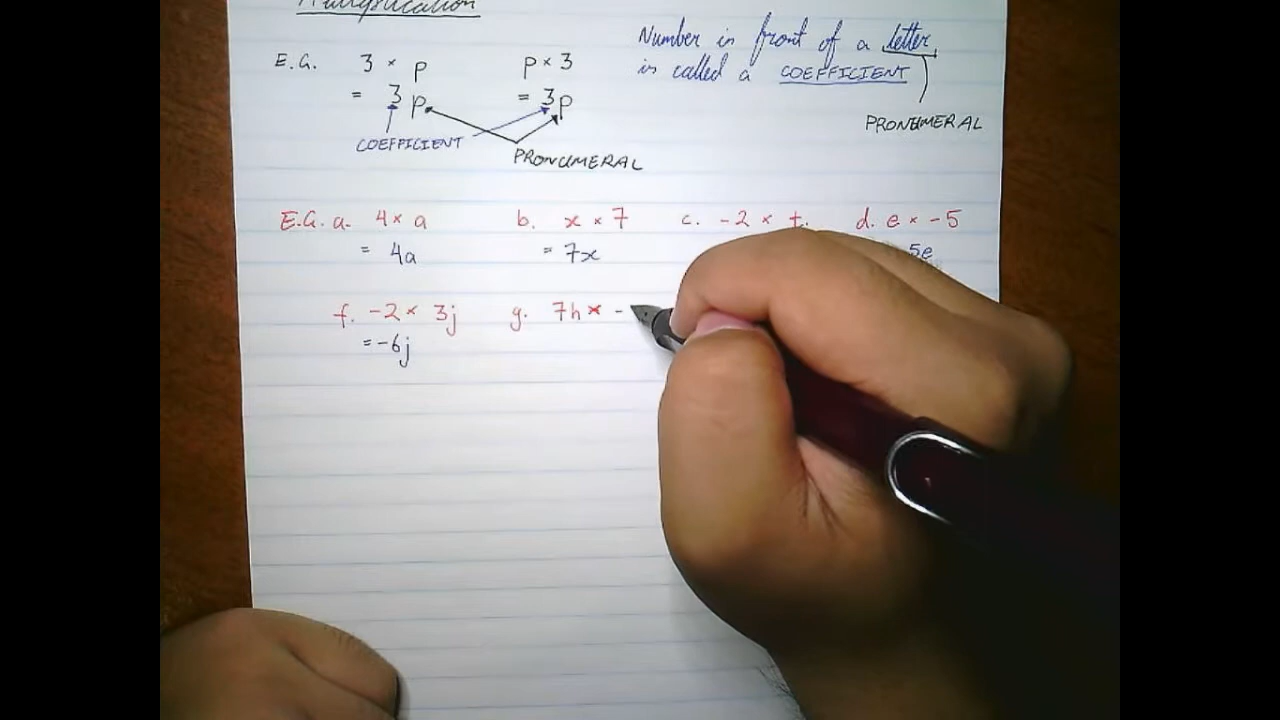 Multiplication
Number in front of a letter
is called a COEFFICIENT
PRONUMERAL
E.G. 3 × p p × 3
= 3p = 3p
COEFFICIENT
PRONUMERAL
E.G. a. 4 × a b. x × 7 c. -2 × t d. e × -5
= 4a = 7x 5e
f. -2 × 3j g. 7h × -
= -6j